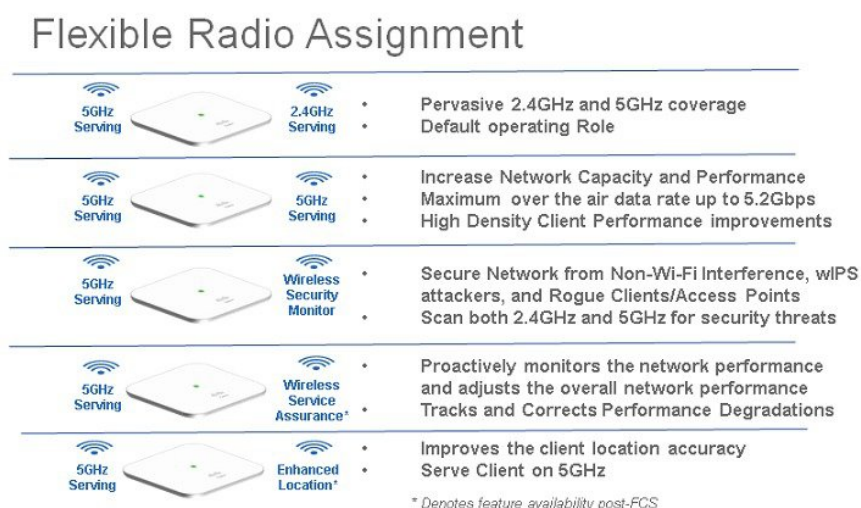 Flexible Radio Assignment
5GHz
Serving
2.4GHz
Serving
• Pervasive 2.4GHz and 5GHz coverage
• Default operating Role
5GHz
Serving
5GHz
Serving
• Increase Network Capacity and Performance
• Maximum over the air data rate up to 5.2Gbps
• High Density Client Performance improvements
5GHz
Serving
Wireless
Security
Monitor
• Secure Network from Non-Wi-Fi Interference, wIPS
attackers, and Rogue Clients/Access Points
• Scan both 2.4GHz and 5GHz for security threats
5GHz
Serving
Wireless
Service
Assurance*
• Proactively monitors the network performance
and adjusts the overall network performance
• Tracks and Corrects Performance Degradations
5GHz
Serving
Enhanced
Location*
• Improves the client location accuracy
• Serve Client on 5GHz
* Denotes feature availability post-FCS